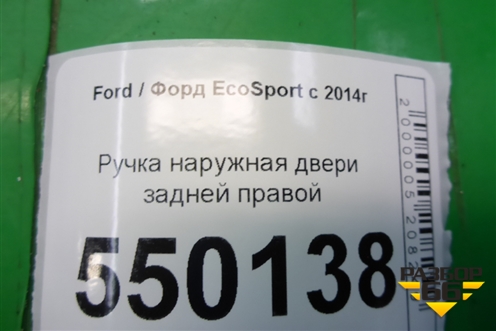 Ford / Форд EcoSport с 2014г
Ручка наружная двери
задней правой
550138
РАЗБОР
66